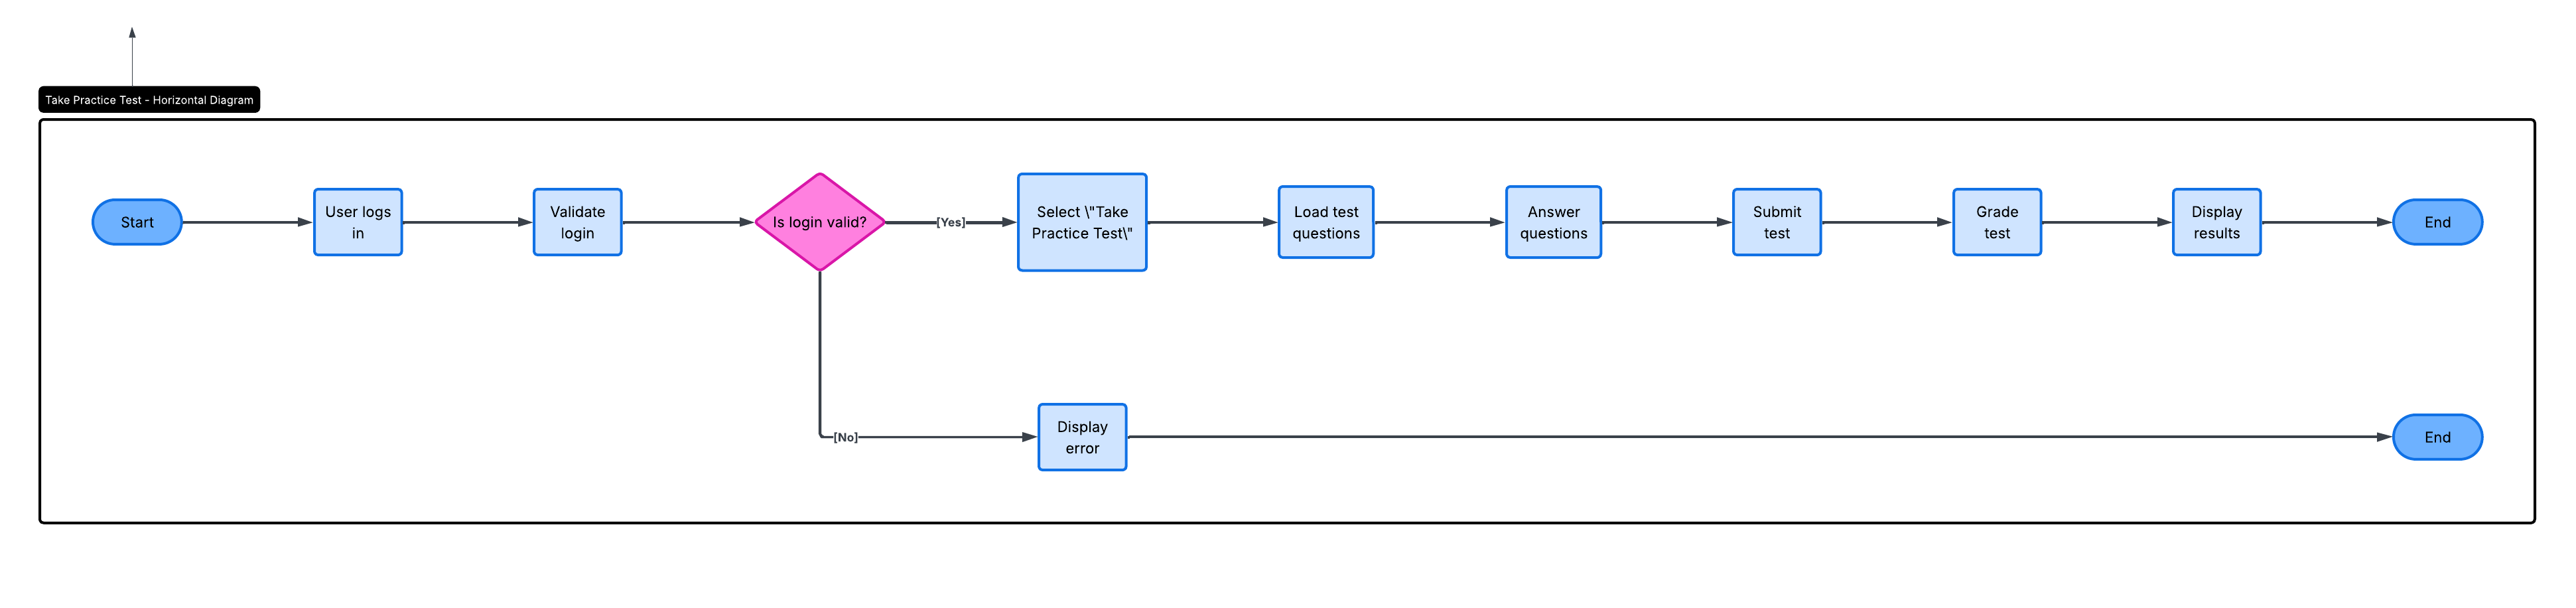 Take Practice Test - Horizontal Diagram
Start
User logs
in
Validate
login
Is login valid?
[Yes]
Select \"Take
Practice Test\"
Load test
questions
Answer
questions
Submit
test
Grade
test
Display
results
End
[No]
Display
error
End